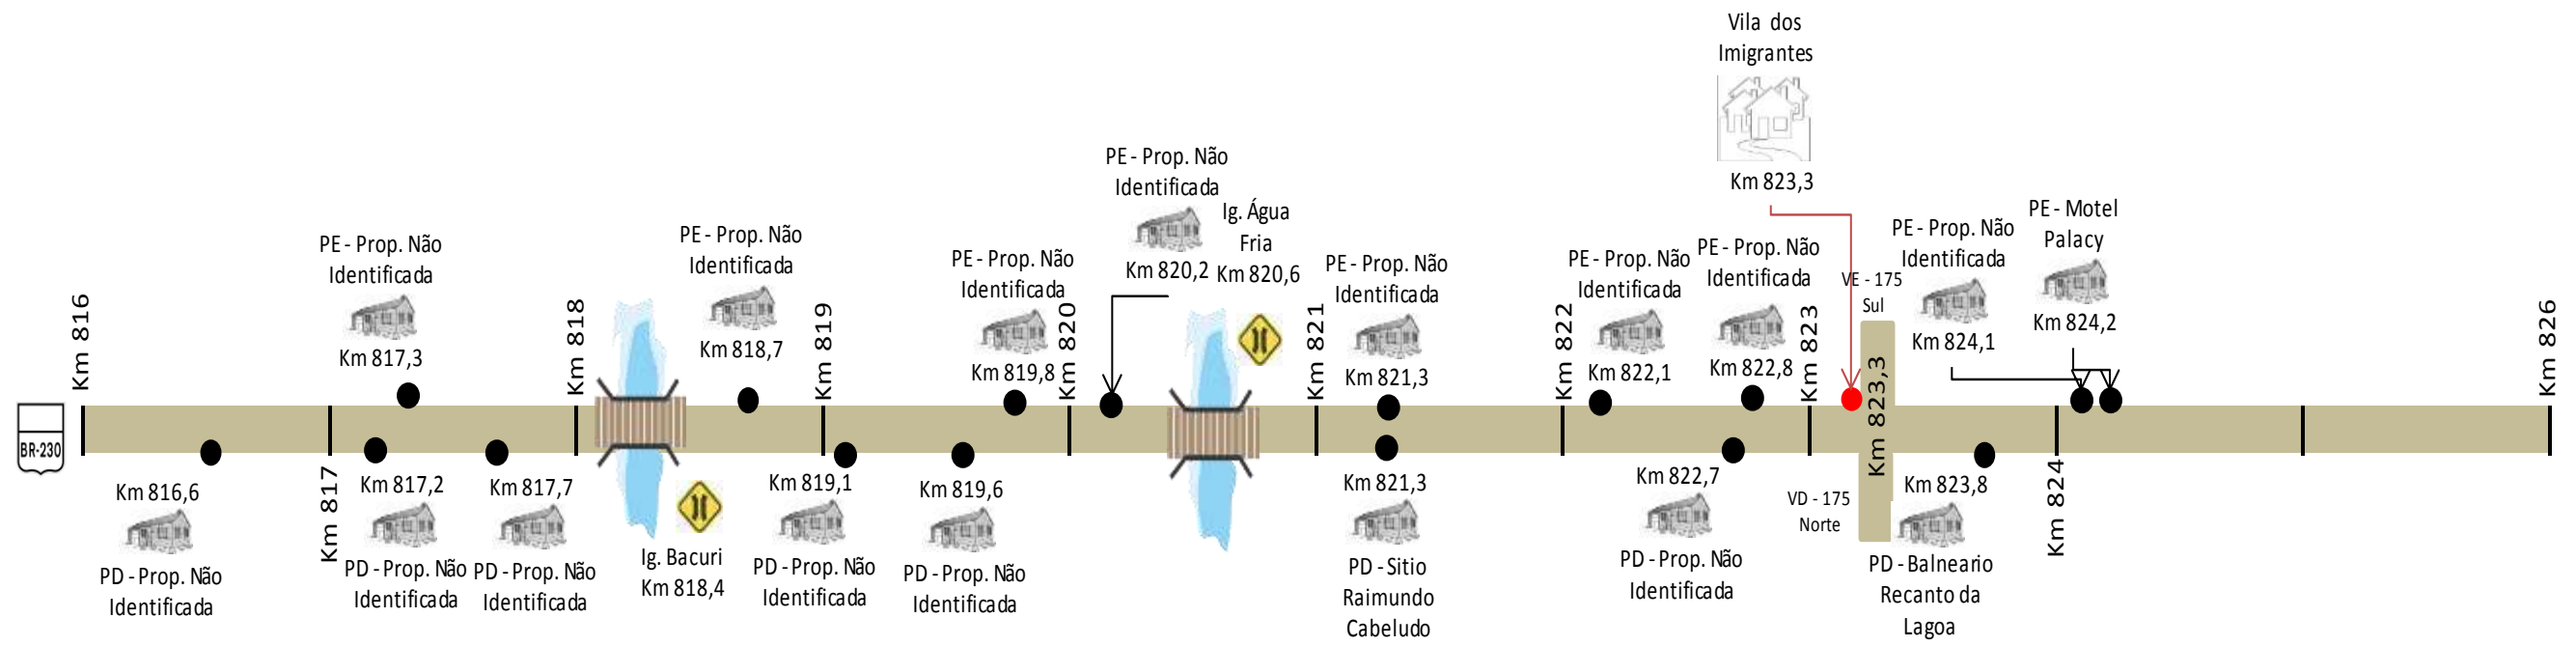 Vila dos
Imigrantes
Km 823,3
PE - Prop. Não
Identificada
Km 820,2
Ig. Água
Fria
Km 820,6
PE - Motel
Palacy
Km 824,2
PE - Prop. Não
Identificada
Km 817,3
PE - Prop. Não
Identificada
Km 818,7
PE - Prop. Não
Identificada
Km 819,8
PE - Prop. Não
Identificada
Km 821,3
PE - Prop. Não
Identificada
Km 822,1
PE - Prop. Não
Identificada
Km 822,8
VE - 175
Sul
PE - Prop. Não
Identificada
Km 824,1
Km 816
Km 817
Km 818
Km 819
Km 820
Km 821
Km 822
Km 823
Km 823,3
Km 824
Km 826
BR-230
Km 816,6
PD - Prop. Não
Identificada
Km 817,2
PD - Prop. Não
Identificada
Km 817,7
PD - Prop. Não
Identificada
Ig. Bacuri
Km 818,4
Km 819,1
PD - Prop. Não
Identificada
Km 819,6
PD - Prop. Não
Identificada
Km 821,3
PD - Sitio
Raimundo
Cabeludo
Km 822,7
PD - Prop. Não
Identificada
VD - 175
Norte
Km 823,8
PD - Balneario
Recanto da
Lagoa